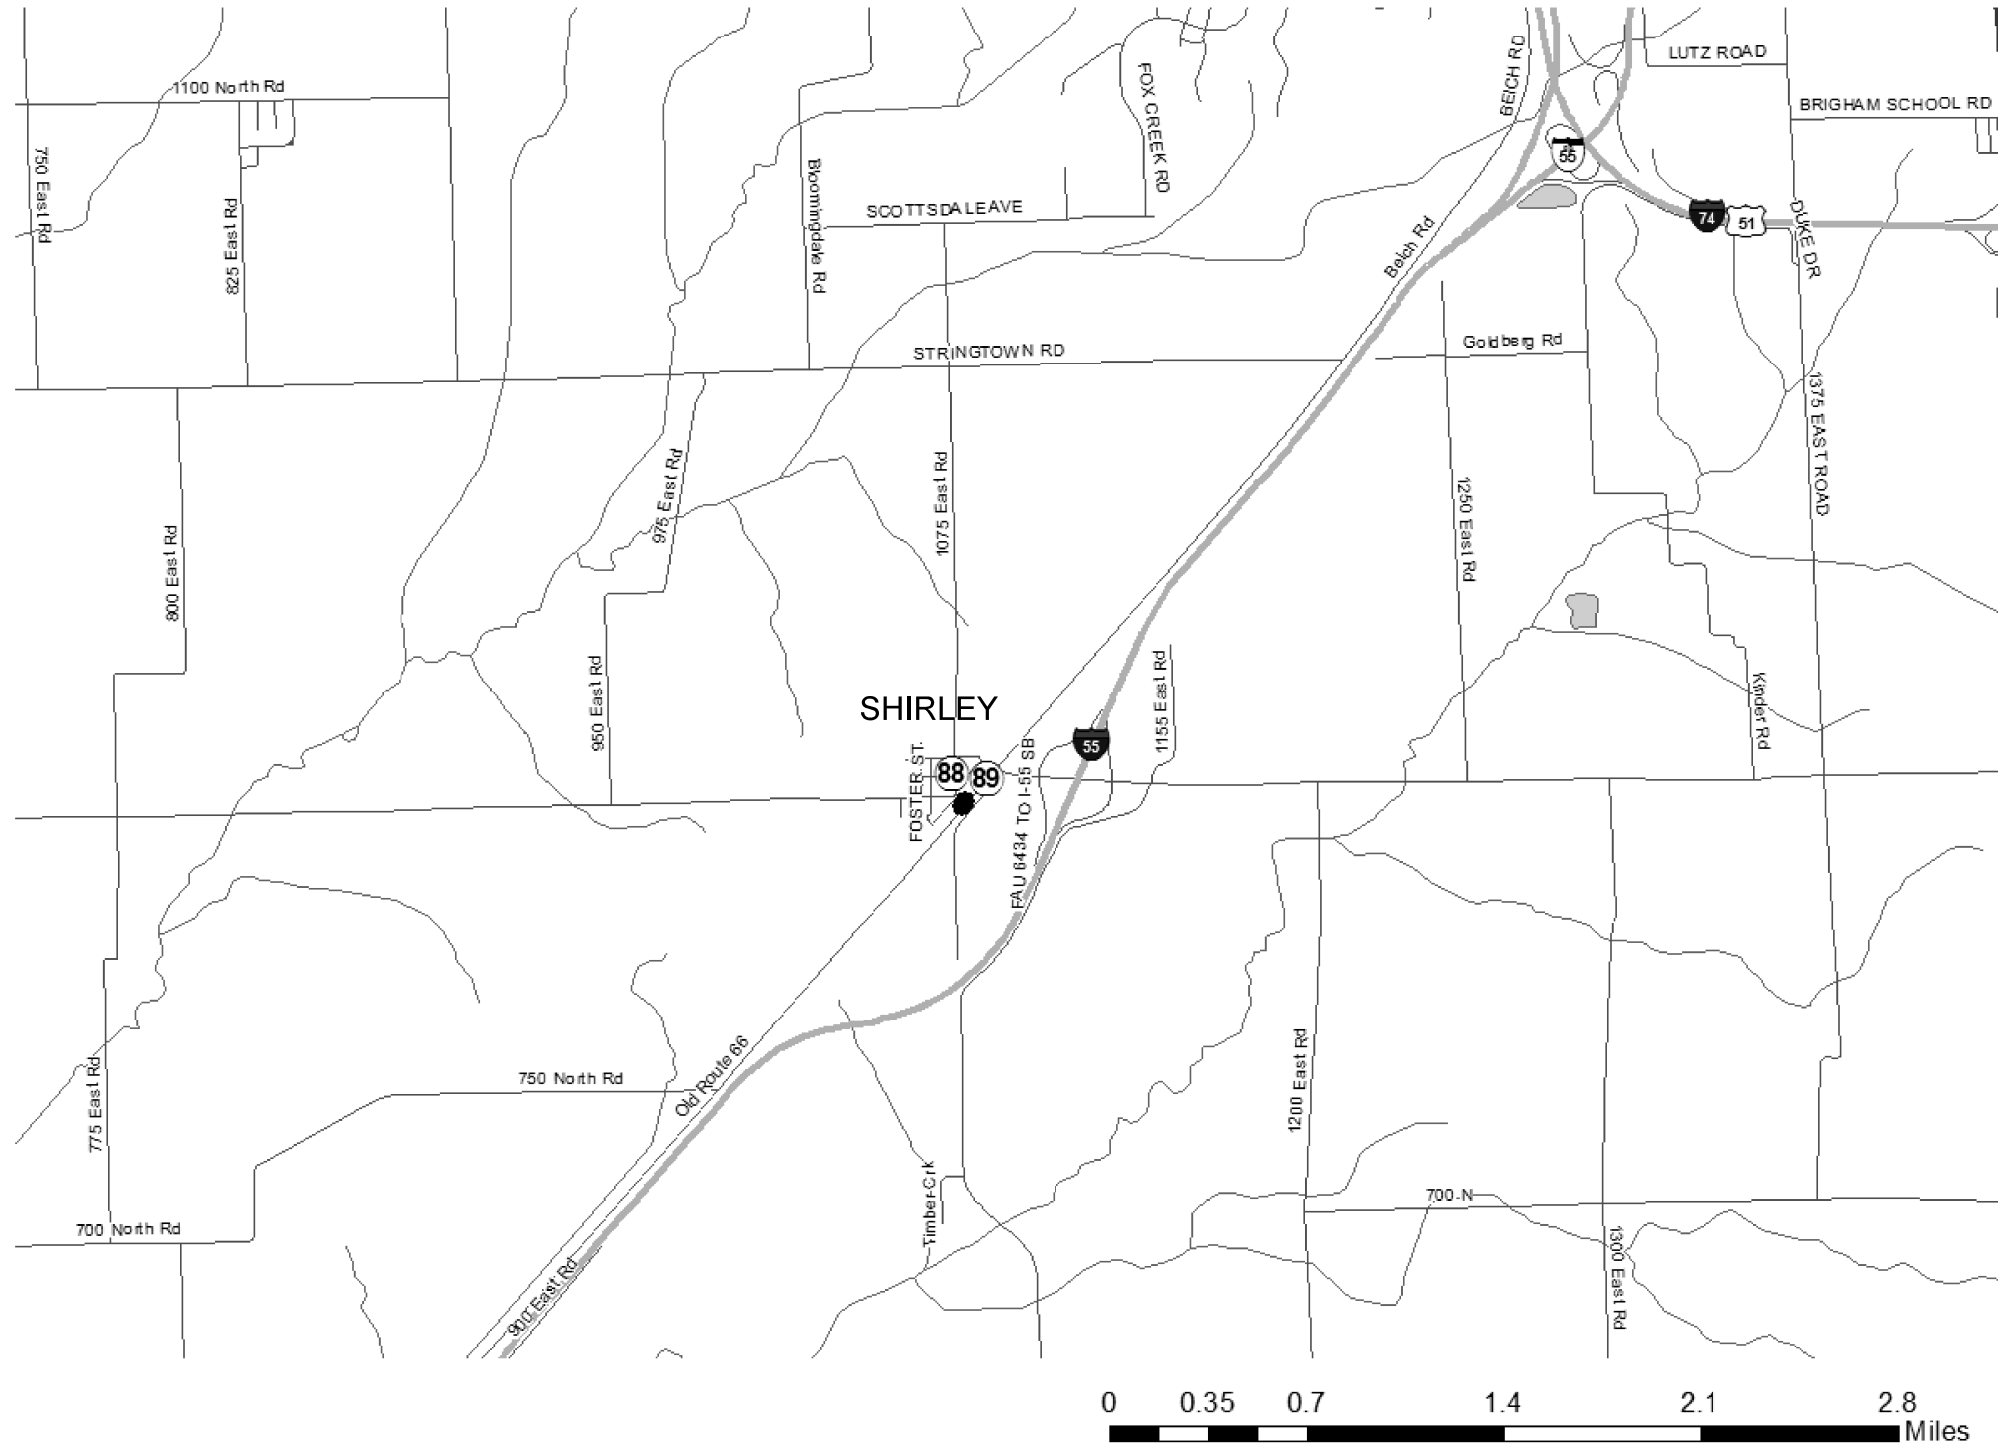 BEICH RD
LUTZ ROAD
1100 North Rd
FOX CREEK RD
BRIGHAM SCHOOL RD
750 East Rd
55
825 East Rd
Bloomingdale Rd
SCOTTSDALE AVE
74
51
DUKE DR
Beich Rd
STRINGTOWN RD
Goldberg Rd
1375 EAST ROAD
975 East Rd
1075 East Rd
1250 East Rd
800 East Rd
950 East Rd
SHIRLEY
1155 East Rd
Kinder Rd
55
FOSTER ST.
88
89
FAU 6434 TO I-55 SB
Old Route 66
750 North Rd
775 East Rd
1200 East Rd
Timber Crk
700 N
700 North Rd
900 East Rd
1300 East Rd
0 0.35 0.7 1.4 2.1 2.8
Miles